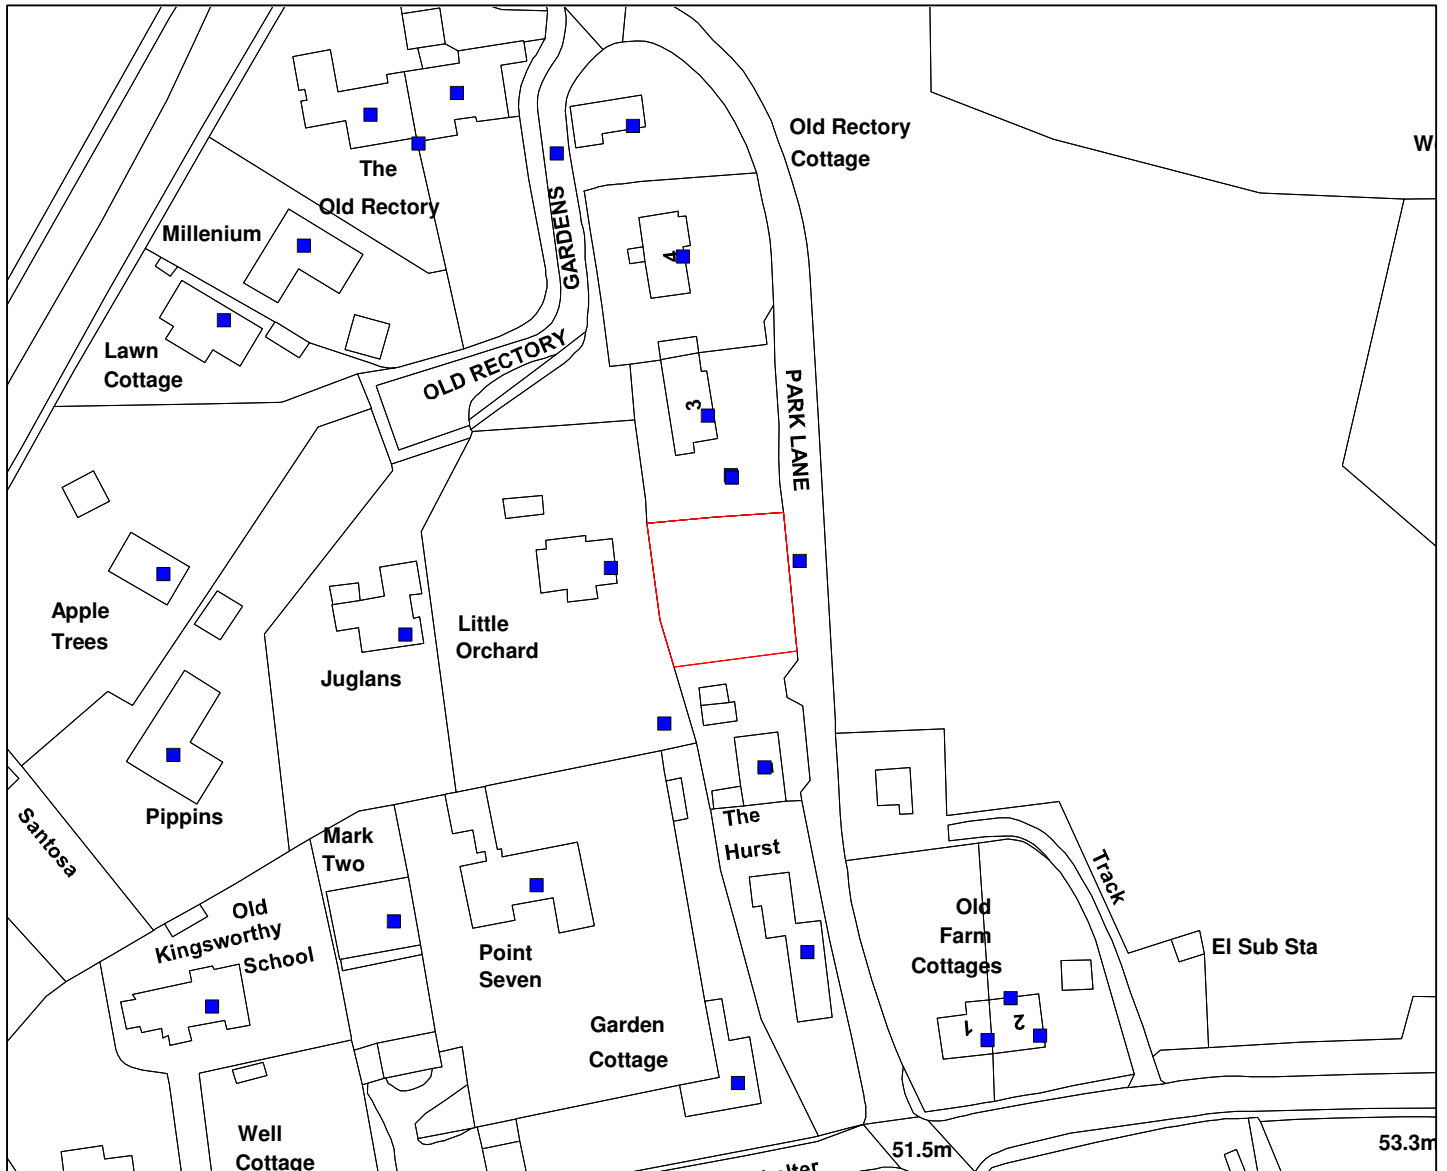 Old Rectory
Cottage
The
Old Rectory
Millenium
GARDENS
4
Lawn
Cottage
OLD RECTORY
3
PARK LANE
Apple
Trees
Little
Orchard
Juglans
Pippins
Santosa
Mark
Two
The
Hurst
Track
Old
Kingsworthy
School
Point
Seven
Old
Farm
Cottages
El Sub Sta
1
2
Garden
Cottage
Well
Cottage
51.5m
53.3m